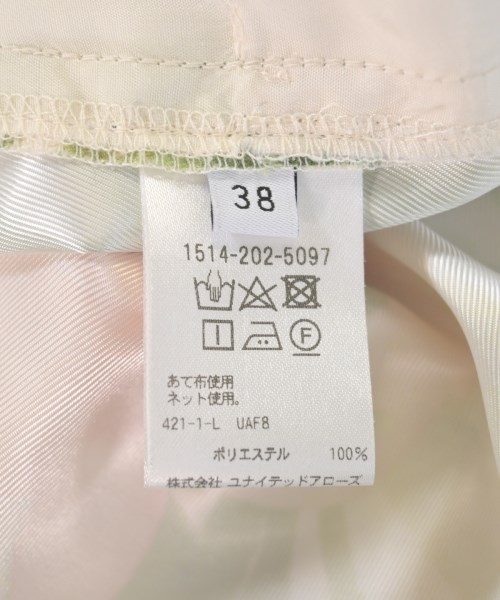 38
1514-202-5097
F
あて布使用
ネット使用。
421-1-L UAF8
ポリエステル 100%
株式会社 ユナイテッドアローズ